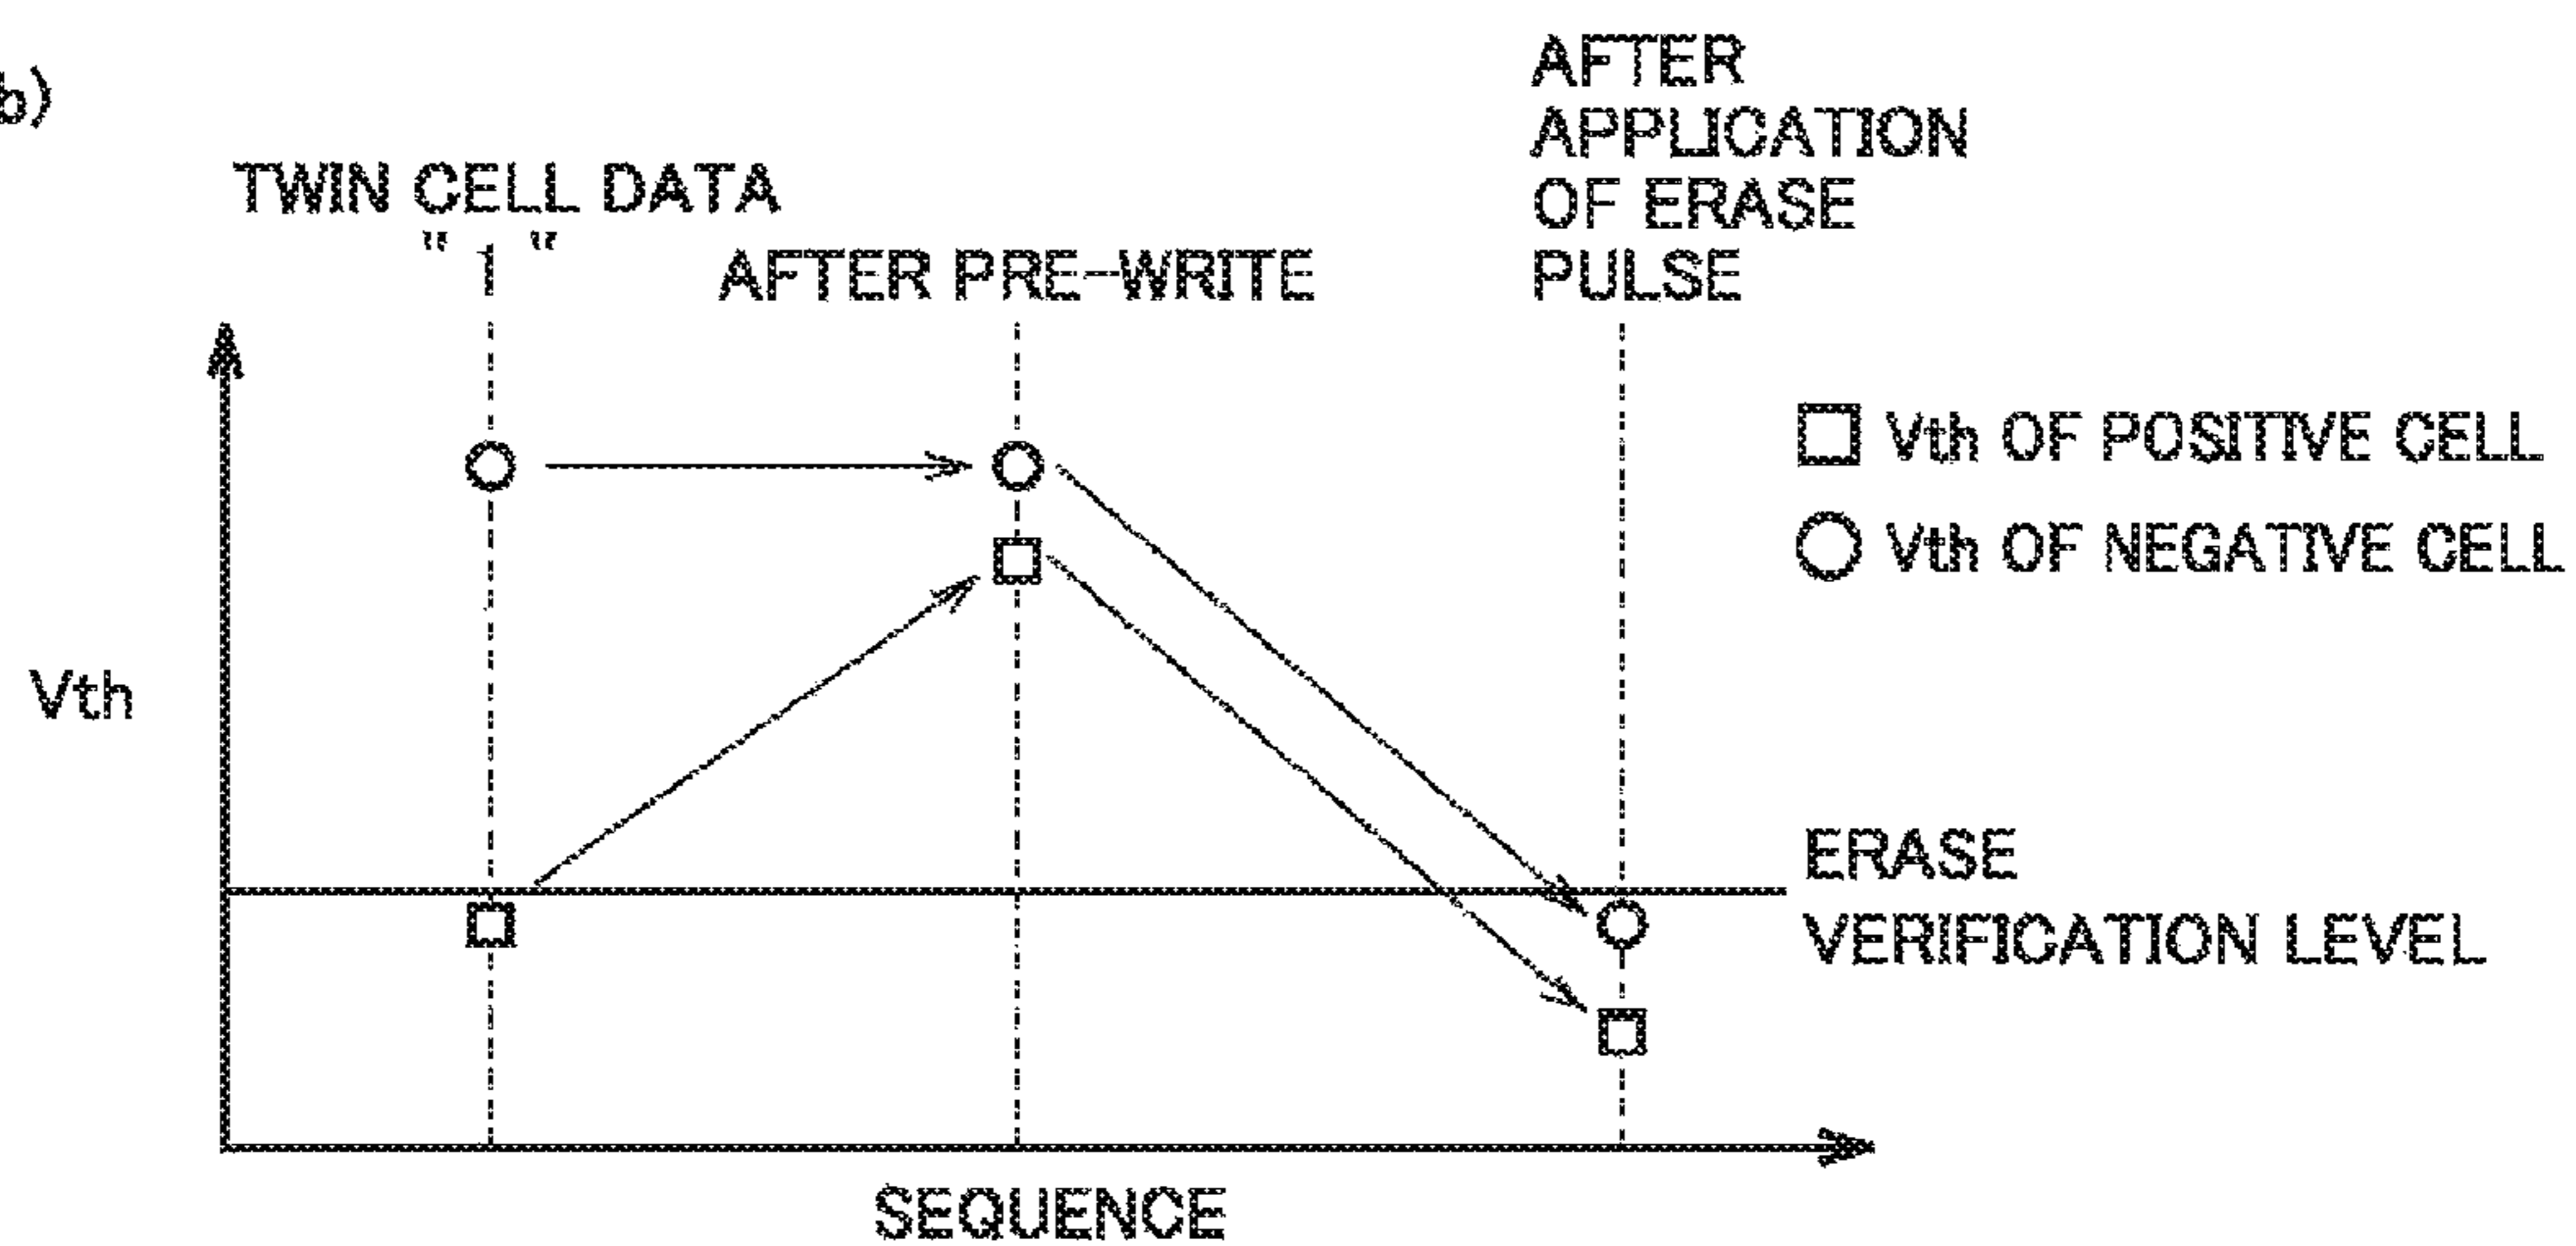 b)
TWIN CELL DATA
"1"
AFTER PRE-WRITE
AFTER
APPLICATION
OF ERASE
PULSE
Vth OF POSITIVE CELL
Vth OF NEGATIVE CELL
Vth
ERASE
VERIFICATION LEVEL
SEQUENCE